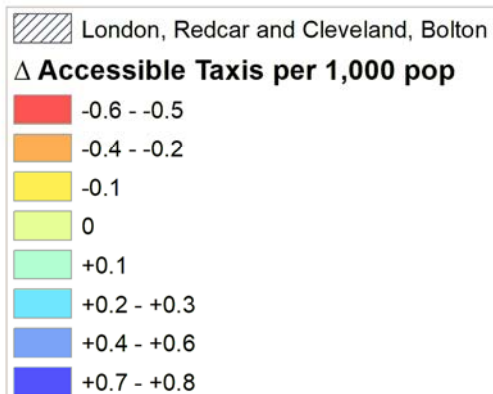 London, Redcar and Cleveland, Bolton
Δ Accessible Taxis per 1,000 pop
-0.6 - -0.5
-0.4 - -0.2
-0.1
0
+0.1
+0.2 - +0.3
+0.4 - +0.6
+0.7 - +0.8